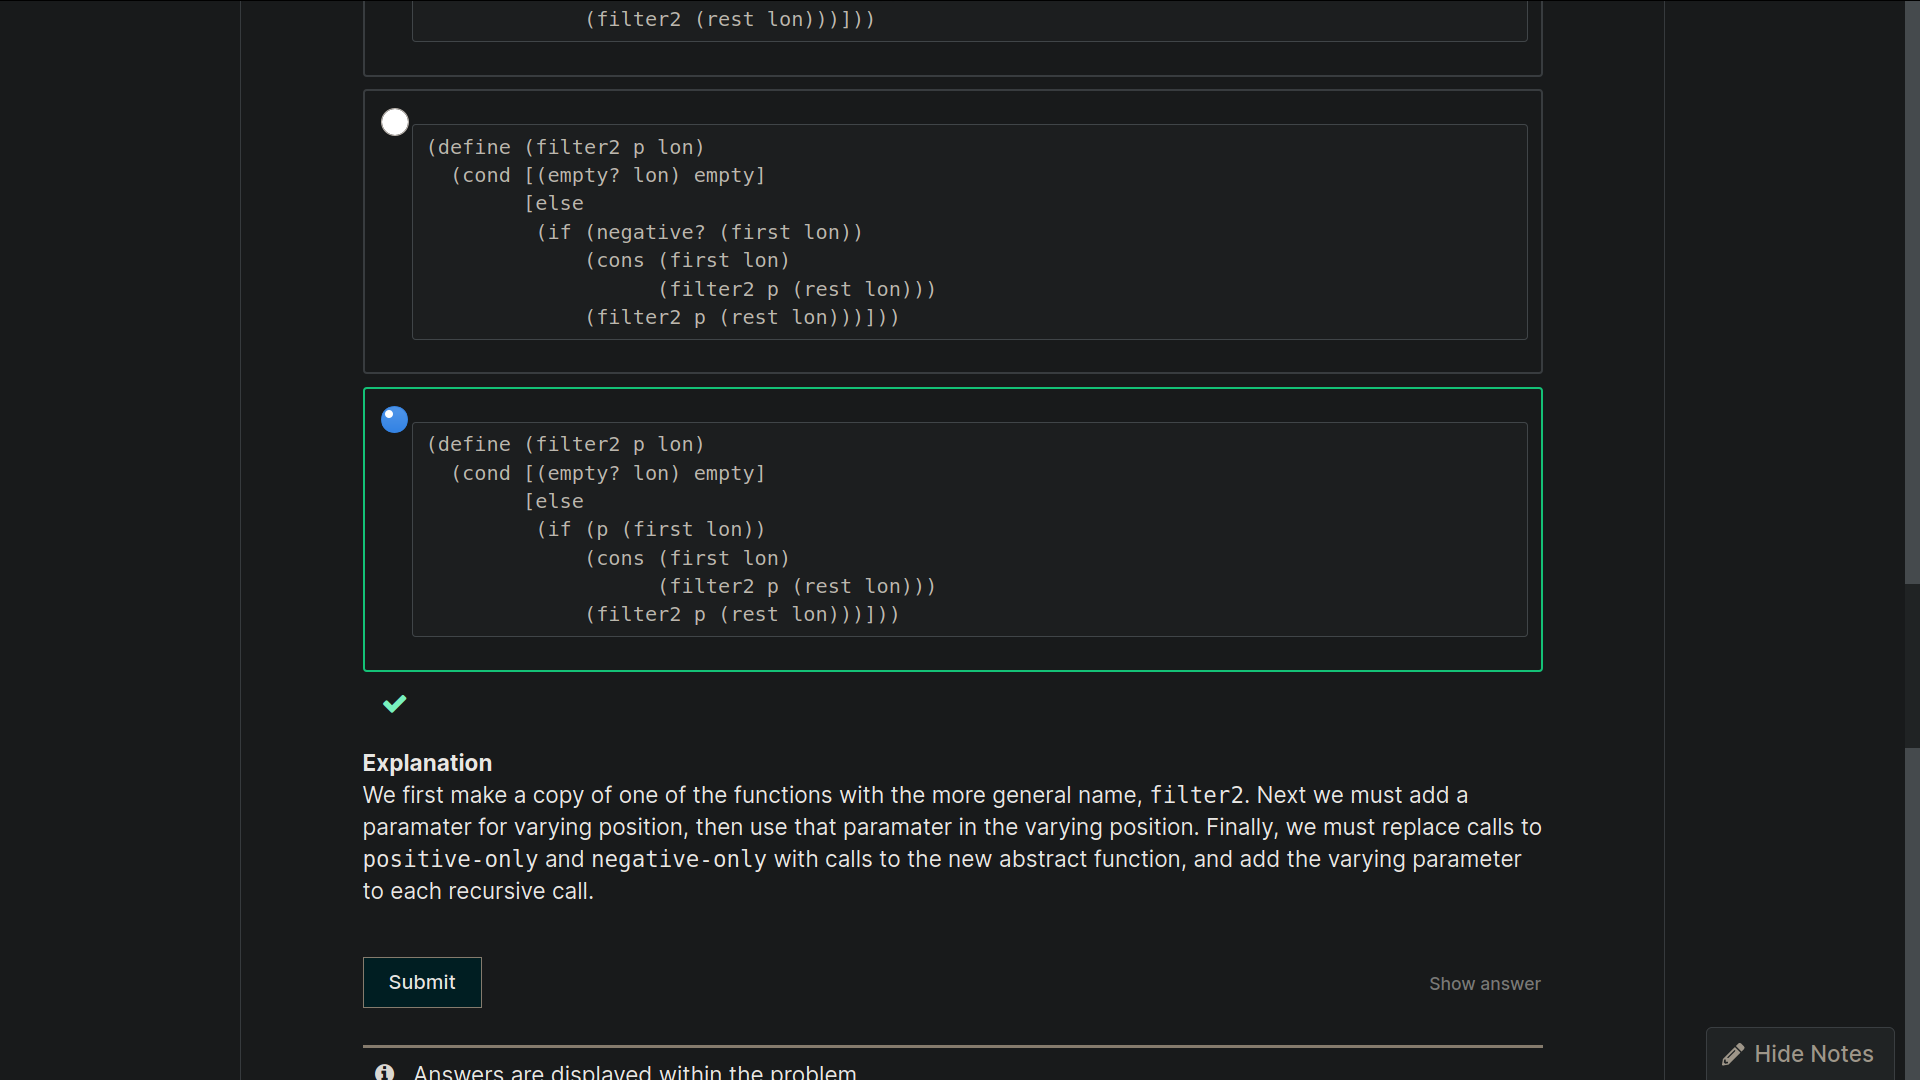 (filter2 (rest lon)))]))
(define (filter2 p lon)
(cond [(empty? lon) empty]
[else
(if (negative? (first lon))
(cons (first lon)
(filter2 p (rest lon)))
(filter2 p (rest lon)))]))
(define (filter2 p lon)
(cond [(empty? lon) empty]
[else
(if (p (first lon))
(cons (first lon)
(filter2 p (rest lon)))
(filter2 p (rest lon)))]))
Explanation
We first make a copy of one of the functions with the more general name, filter2. Next we must add a
paramater for varying position, then use that paramater in the varying position. Finally, we must replace calls to
positive-only and negative-only with calls to the new abstract function, and add the varying parameter
to each recursive call.
Submit
Show answer
Hide Notes
Answers are displayed within the problem